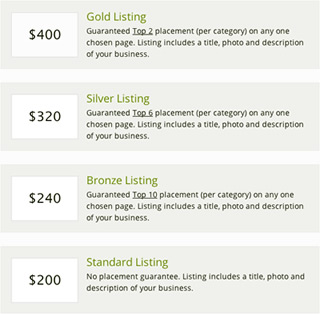 $400
Gold Listing
Guaranteed Top 2 placement (per category) on any one
chosen page. Listing includes a title, photo and description
of your business.
$320
Silver Listing
Guaranteed Top 6 placement (per category) on any one
chosen page. Listing includes a title, photo and description
of your business.
$240
Bronze Listing
Guaranteed Top 10 placement (per category) on any one
chosen page. Listing includes a title, photo and description
of your business.
$200
Standard Listing
No placement guarantee. Listing includes a title, photo and
description of your business.